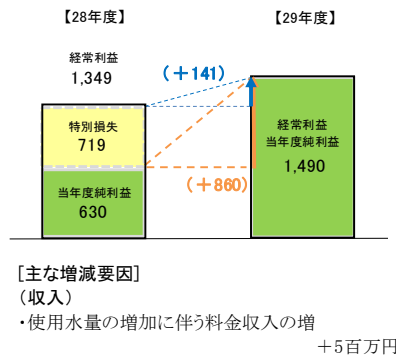 【28年度】
【29年度】
経常利益
1,349
(＋141)
特別損失
719
経常利益
当年度純利益
1,490
当年度純利益
630
(＋860)
[主な増減要因]
(収入)
・使用水量の増加に伴う料金収入の増
＋5百万円